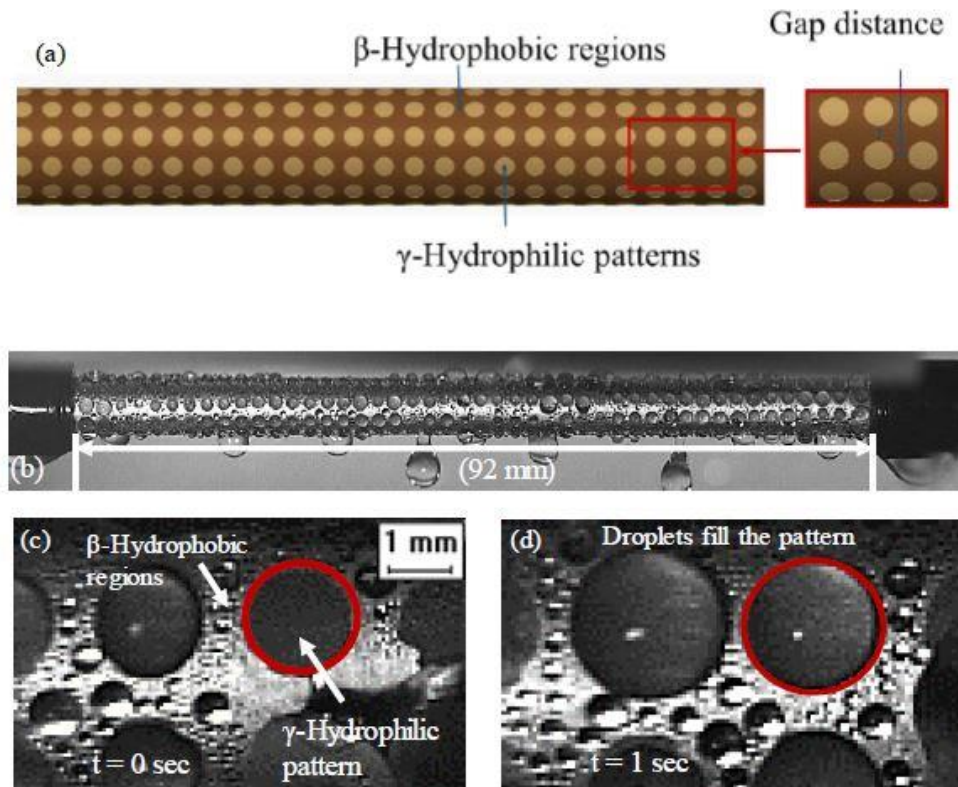 Gap distance
(a)
β-Hydrophobic regions
γ-Hydrophilic patterns
(b)
(92 mm)
(c)
β-Hydrophobic
regions
1 mm
γ-Hydrophilic
pattern
t = 0 sec
(d)
Droplets fill the pattern
t = 1 sec